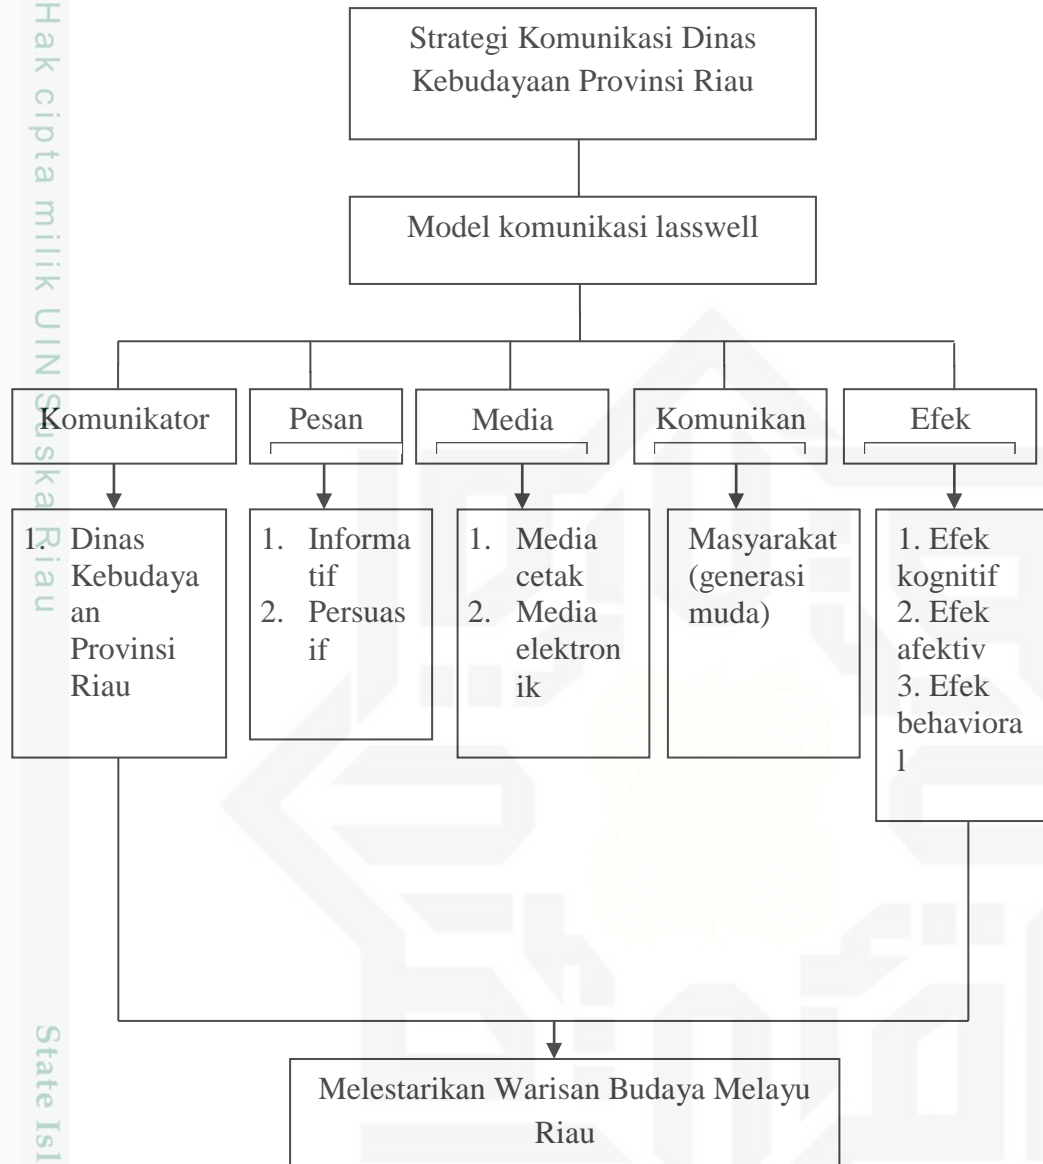 Hak cipta milik UIN Suska Riau
State Isl
Strategi Komunikasi Dinas
Kebudayaan Provinsi Riau
Model komunikasi lasswell
Komunikator
Pesan
Media
Komunikan
Efek
1. Dinas
Kebudaya
an
Provinsi
Riau
1. Informa
tif
2. Persuas
if
1. Media
cetak
2. Media
elektron
ik
Masyarakat
(generasi
muda)
1. Efek
kognitif
2. Efek
afektiv
3. Efek
behaviora
l
Melestarikan Warisan Budaya Melayu
Riau